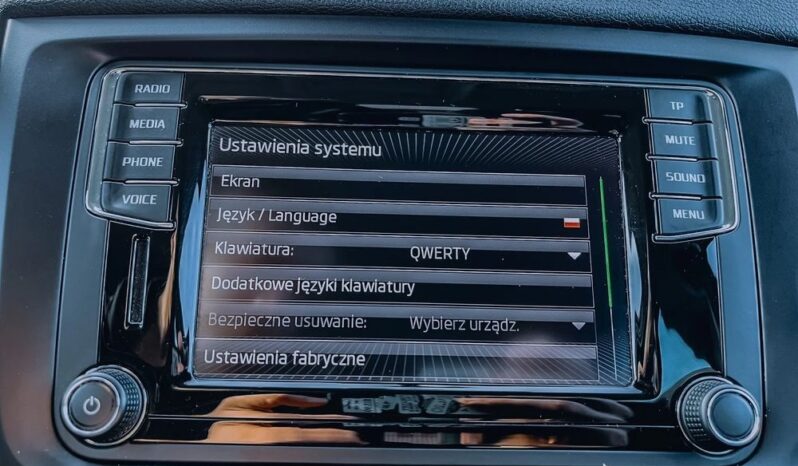 RADIO
MEDIA
PHONE
VOICE
Ustawienia systemu
Ekran
Język / Language
Klawiatura: QWERTY
Dodatkowe języki klawiatury
Bezpieczne usuwanie: Wybierz urządz.
Ustawienia fabryczne
TP
MUTE
SOUND
MENU